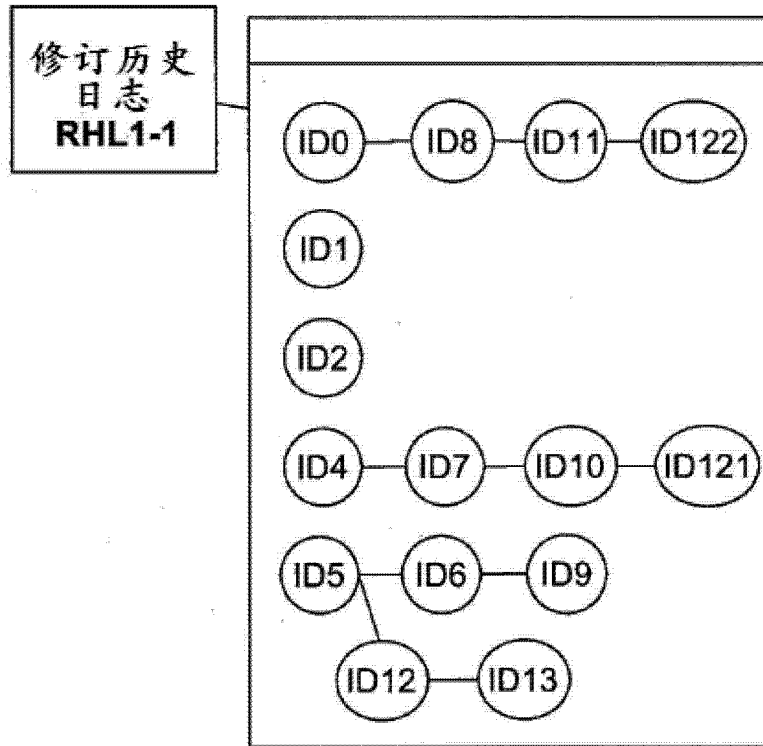 修订历史
日志
RHL1-1
ID0 ID8 ID11 ID122
ID1
ID2
ID4 ID7 ID10 ID121
ID5 ID6 ID9
ID12 ID13